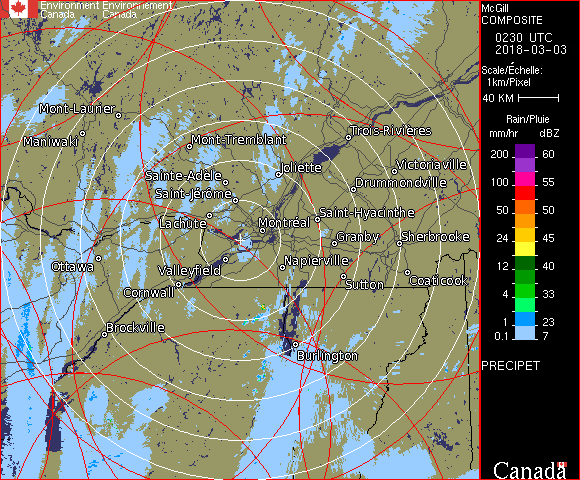 Environment Environnement
Canada Canada
McGill
COMPOSITE
0230 UTC
2018-03-03
Scale/Échelle:
1km/Pixel
40 KM
Rain/Pluie
mm/hr dBZ
200 60
100 55
50 50
24 45
12 40
4 33
1 23
0.1 7
PRECIPET
Canada
Mont-Laurier
Maniwaki
Mont-Tremblant
Trois-Rivières
Joliette
Victoriaville
Sainte-Adèle
Drummondville
Saint-Jérôme
Saint-Hyacinthe
Lachute
Montréal
Granby
Sherbrooke
Ottawa
Napierville
Valleyfield
Coaticook
Sutton
Cornwall
Brockville
Burlington